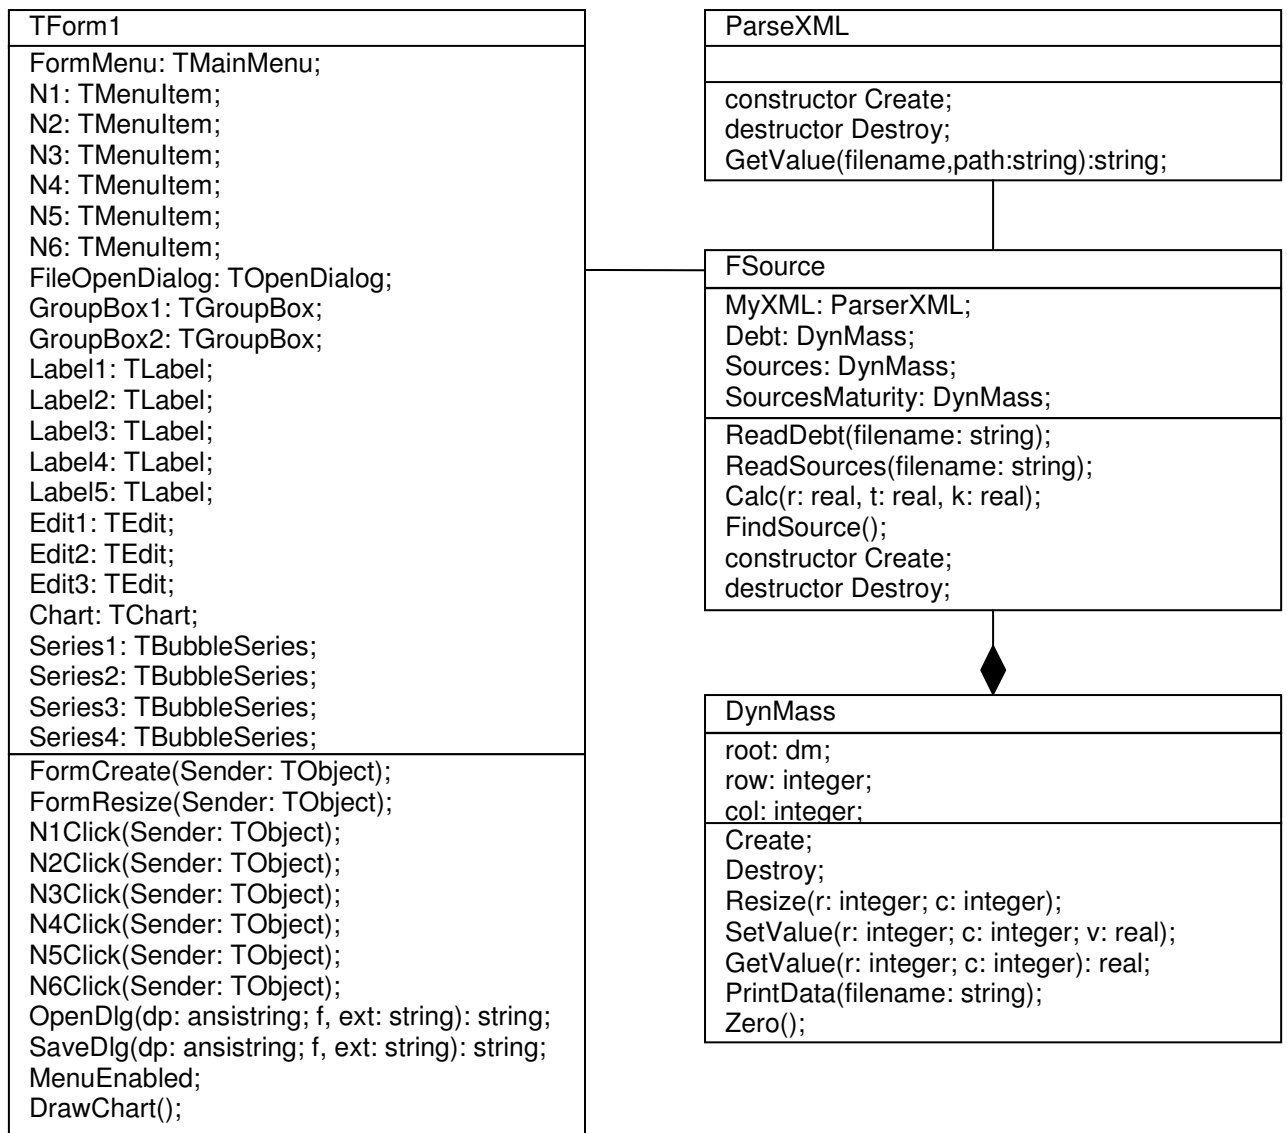 TForm1
FormMenu: TMainMenu;
N1: TMenuItem;
N2: TMenuItem;
N3: TMenuItem;
N4: TMenuItem;
N5: TMenuItem;
N6: TMenuItem;
FileOpenDialog: TOpenDialog;
GroupBox1: TGroupBox;
GroupBox2: TGroupBox;
Label1: TLabel;
Label2: TLabel;
Label3: TLabel;
Label4: TLabel;
Label5: TLabel;
Edit1: TEdit;
Edit2: TEdit;
Edit3: TEdit;
Chart: TChart;
Series1: TBubbleSeries;
Series2: TBubbleSeries;
Series3: TBubbleSeries;
Series4: TBubbleSeries;
FormCreate(Sender: TObject);
FormResize(Sender: TObject);
N1Click(Sender: TObject);
N2Click(Sender: TObject);
N3Click(Sender: TObject);
N4Click(Sender: TObject);
N5Click(Sender: TObject);
N6Click(Sender: TObject);
OpenDlg(dp: ansistring; f, ext: string): string;
SaveDlg(dp: ansistring; f, ext: string): string;
MenuEnabled;
DrawChart();
ParseXML
constructor Create;
destructor Destroy;
GetValue(filename,path:string):string;
FSource
MyXML: ParserXML;
Debt: DynMass;
Sources: DynMass;
SourcesMaturity: DynMass;
ReadDebt(filename: string);
ReadSources(filename: string);
Calc(r: real, t: real, k: real);
FindSource();
constructor Create;
destructor Destroy;
DynMass
root: dm;
row: integer;
col: integer;
Create;
Destroy;
Resize(r: integer; c: integer);
SetValue(r: integer; c: integer; v: real);
GetValue(r: integer; c: integer): real;
PrintData(filename: string);
Zero();